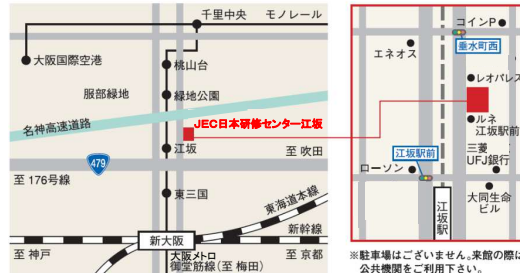 千里中央
モノレール
大阪国際空港
桃山台
服部緑地
緑地公園
名神高速道路
JEC日本研修センター江坂
江坂
至 吹田
479
至 176号線
東三国
東海道本線
新大阪
新幹線
至 神戸
大阪メトロ
御堂筋線(至 梅田)
至 京都
コインP
エネオス
垂水町西
レオパレス
ルネ
江坂駅前
三菱
UFJ銀行
江坂駅前
ローソン
江坂駅
大同生命
ビル
※駐車場はございません。来館の際は
公共機関をご利用下さい。